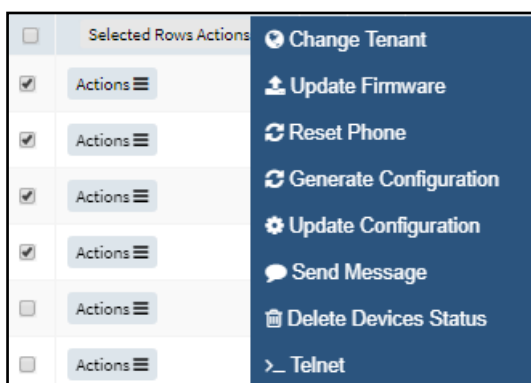 Selected Rows Actions
Change Tenant
Actions
Update Firmware
Actions
Reset Phone
Actions
Generate Configuration
Actions
Update Configuration
Send Message
Actions
Delete Devices Status
Actions
Telnet